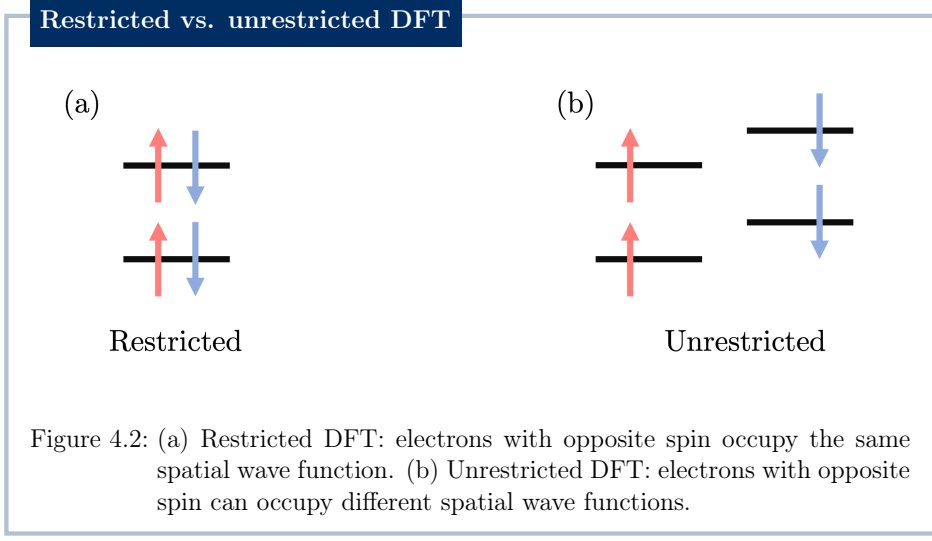 Restricted vs. unrestricted DFT
(a)
(b)
Restricted
Unrestricted
Figure 4.2: (a) Restricted DFT: electrons with opposite spin occupy the same
spatial wave function. (b) Unrestricted DFT: electrons with opposite
spin can occupy different spatial wave functions.